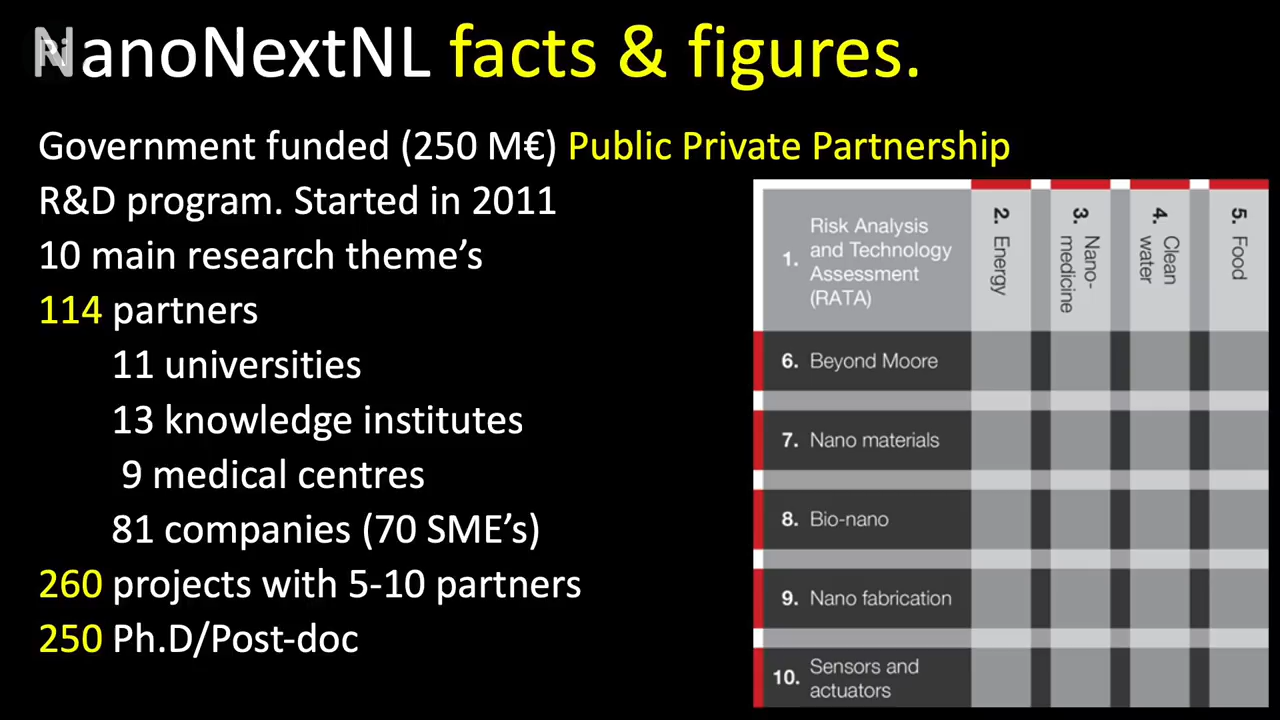 NanoNextNL facts & figures.
Government funded (250 M€) Public Private Partnership
R&D program. Started in 2011
10 main research theme's
114 partners
11 universities
13 knowledge institutes
9 medical centres
81 companies (70 SME's)
260 projects with 5-10 partners
250 Ph.D/Post-doc
1. Risk Analysis
and Technology
Assessment
(RATA)
2. Energy
3. Nano-
medicine
4. Clean
water
5. Food
6. Beyond Moore
7. Nano materials
8. Bio-nano
9. Nano fabrication
10. Sensors and
actuators